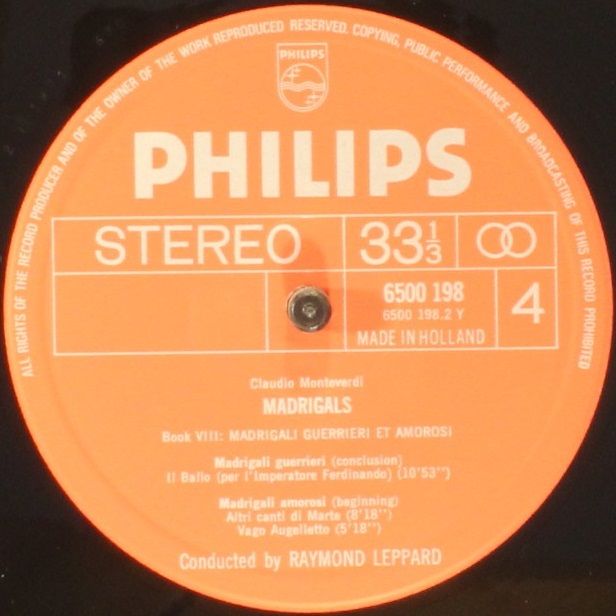 ALL RIGHTS OF THE RECORD PRODUCER AND OF THE OWNER OF THE WORK REPRODUCED RESERVED. COPYING, PUBLIC PERFORMANCE AND BROADCASTING OF THIS RECORD PROHIBITED
PHILIPS
PHILIPS
STEREO 33⅓
6500 198
6500 198.2 Y
4
MADE IN HOLLAND
Claudio Monteverdi
MADRIGALS
Book VIII: MADRIGALI GUERRIERI ET AMOROSI
Madrigali guerrieri (conclusion)
Il Ballo (per l'Imperatore Ferdinando) (10'53'')
Madrigali amorosi (beginning)
Altri canti di Marte (8'18'')
Vago Augelletto (5'18'')
Conducted by RAYMOND LEPPARD